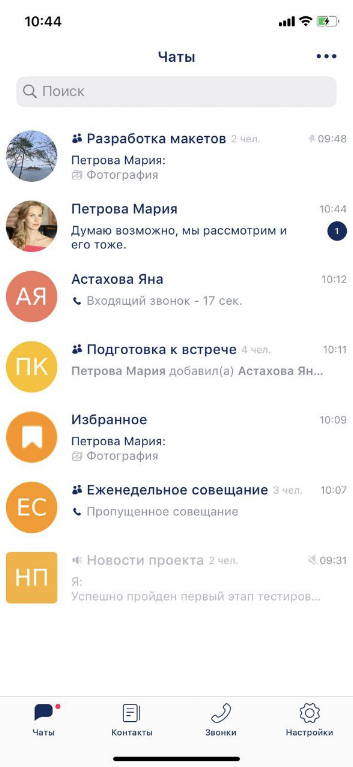 10:44
Чаты
Поиск
Разработка макетов 2 чел. 09:48
Петрова Мария:
Фотография
Петрова Мария 10:44
Думаю возможно, мы рассмотрим и 1
его тоже.
АЯ Астахова Яна 10:12
Входящий звонок - 17 сек.
ПК Подготовка к встрече 4 чел. 10:11
Петрова Мария добавил(а) Астахова Ян...
Избранное 10:09
Петрова Мария:
Фотография
ЕС Еженедельное совещание 3 чел. 10:07
Пропущенное совещание
НП Новости проекта 2 чел. 09:31
Я:
Успешно пройден первый этап тестиров...
Чаты Контакты Звонки Настройки